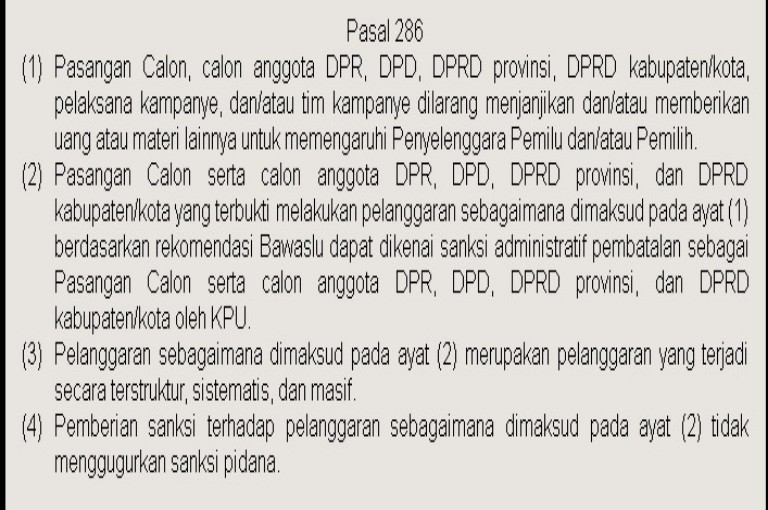 Pasal 286
(1) Pasangan Calon, calon anggota DPR, DPD, DPRD provinsi, DPRD kabupaten/kota,
pelaksana kampanye, dan/atau tim kampanye dilarang menjanjikan dan/atau memberikan
uang atau materi lainnya untuk memengaruhi Penyelenggara Pemilu dan/atau Pemilih.
(2) Pasangan Calon serta calon anggota DPR, DPD, DPRD provinsi, dan DPRD
kabupaten/kota yang terbukti melakukan pelanggaran sebagaimana dimaksud pada ayat (1)
berdasarkan rekomendasi Bawaslu dapat dikenai sanksi administratif pembatalan sebagai
Pasangan Calon serta calon anggota DPR, DPD, DPRD provinsi, dan DPRD
kabupaten/kota oleh KPU.
(3) Pelanggaran sebagaimana dimaksud pada ayat (2) merupakan pelanggaran yang terjadi
secara terstruktur, sistematis, dan masif.
(4) Pemberian sanksi terhadap pelanggaran sebagaimana dimaksud pada ayat (2) tidak
menggugurkan sanksi pidana.